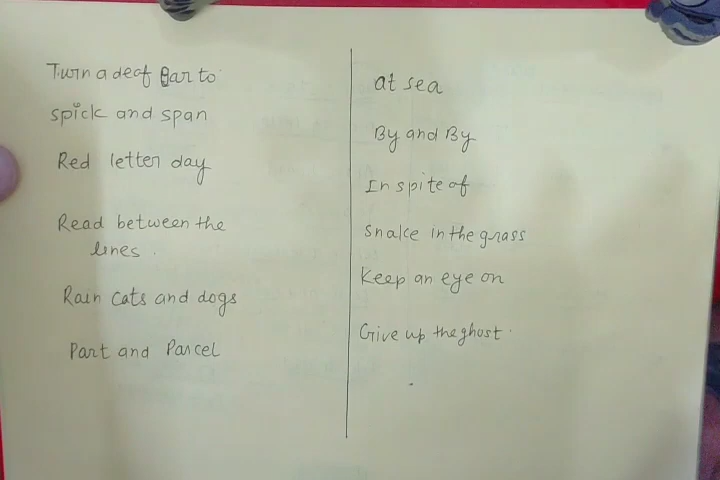 Turn a deaf Ear to
spick and span
Red letter day
Read between the
lines.
Rain cats and dogs
Part and Parcel
at sea
By and By
In spite of
snake in the grass
Keep an eye on
Give up the ghost.